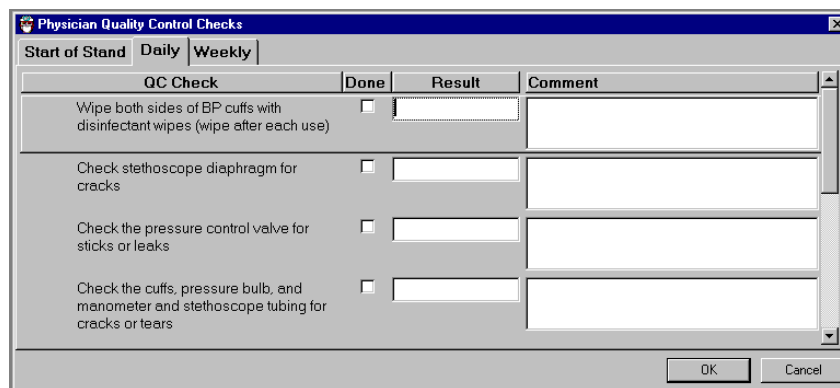 Physician Quality Control Checks
Start of Stand Daily Weekly
QC Check Done Result Comment
Wipe both sides of BP cuffs with
disinfectant wipes (wipe after each use)
Check stethoscope diaphragm for
cracks
Check the pressure control valve for
sticks or leaks
Check the cuffs, pressure bulb, and
manometer and stethoscope tubing for
cracks or tears
OK Cancel